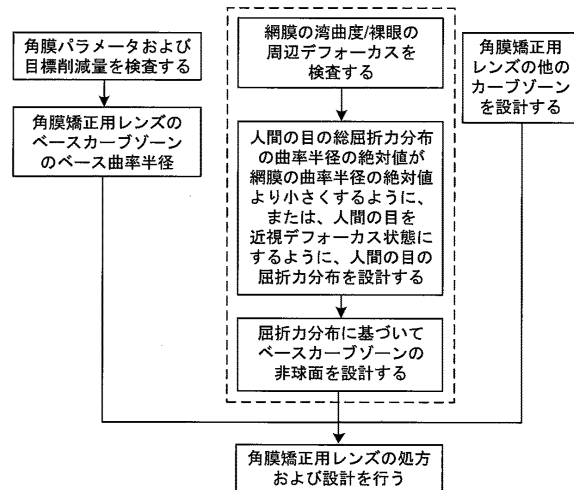 角膜パラメータおよび
目標削減量を検査する
角膜矯正用レンズの
ベースカーブゾーン
のベース曲率半径
網膜の湾曲度/裸眼の
周辺デフォーカスを
検査する
人間の目の総屈折力分布
の曲率半径の絶対値が
網膜の曲率半径の絶対値
より小さくするように、
または、人間の目を
近視デフォーカス状態に
するように、人間の目の
屈折力分布を設計する
屈折力分布に基づいて
ベースカーブゾーンの
非球面を設計する
角膜矯正用
レンズの他の
カーブゾーン
を設計する
角膜矯正用レンズの処方
および設計を行う